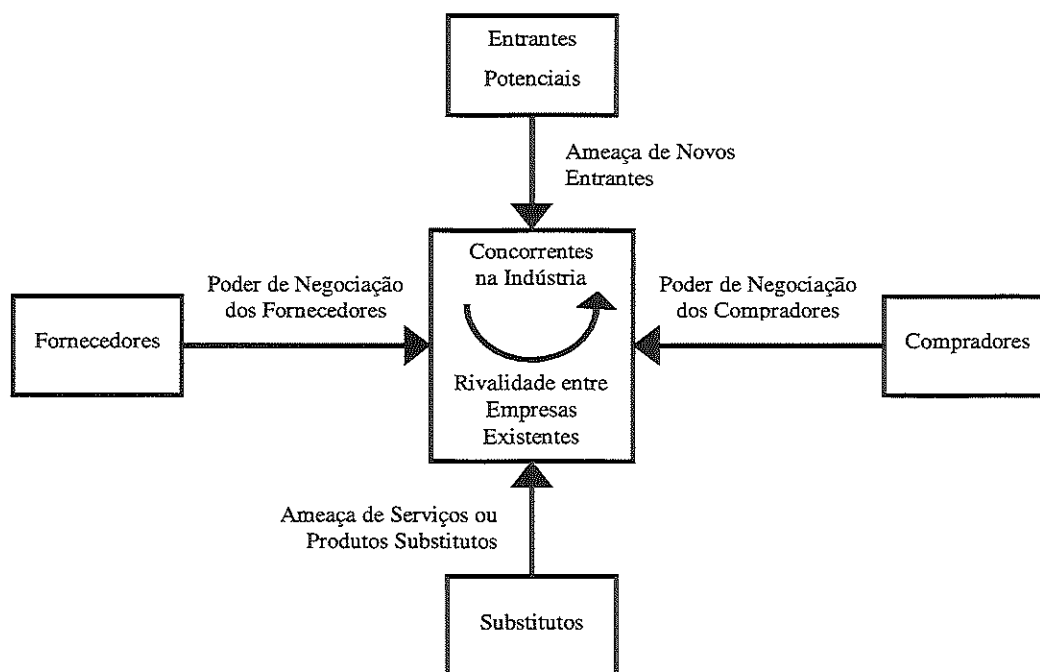 Entrantes
Potenciais
Ameaça de Novos
Entrantes
Concorrentes
na Indústria
Poder de Negociação
dos Fornecedores
Poder de Negociação
dos Compradores
Fornecedores
Compradores
Rivalidade entre
Empresas
Existentes
Ameaça de Serviços ou
Produtos Substitutos
Substitutos